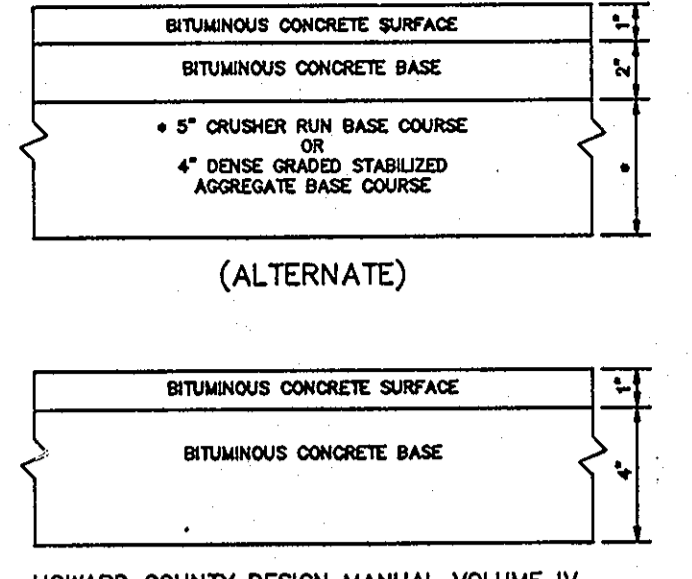 BITUMINOUS CONCRETE SURFACE 1"
BITUMINOUS CONCRETE BASE 2"
* 5" CRUSHER RUN BASE COURSE
OR
4" DENSE GRADED STABILIZED
AGGREGATE BASE COURSE
*
(ALTERNATE)
BITUMINOUS CONCRETE SURFACE 1"
BITUMINOUS CONCRETE BASE
4"
HOWARD COUNTY DESIGN MANUAL VOLUME IV